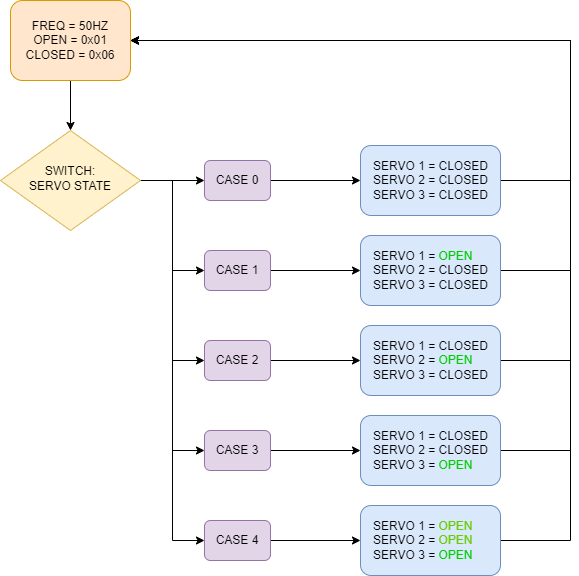 FREQ = 50HZ
OPEN = 0x01
CLOSED = 0x06
SWITCH:
SERVO STATE
CASE 0
SERVO 1 = CLOSED
SERVO 2 = CLOSED
SERVO 3 = CLOSED
CASE 1
SERVO 1 = OPEN
SERVO 2 = CLOSED
SERVO 3 = CLOSED
CASE 2
SERVO 1 = CLOSED
SERVO 2 = OPEN
SERVO 3 = CLOSED
CASE 3
SERVO 1 = CLOSED
SERVO 2 = CLOSED
SERVO 3 = OPEN
CASE 4
SERVO 1 = OPEN
SERVO 2 = OPEN
SERVO 3 = OPEN